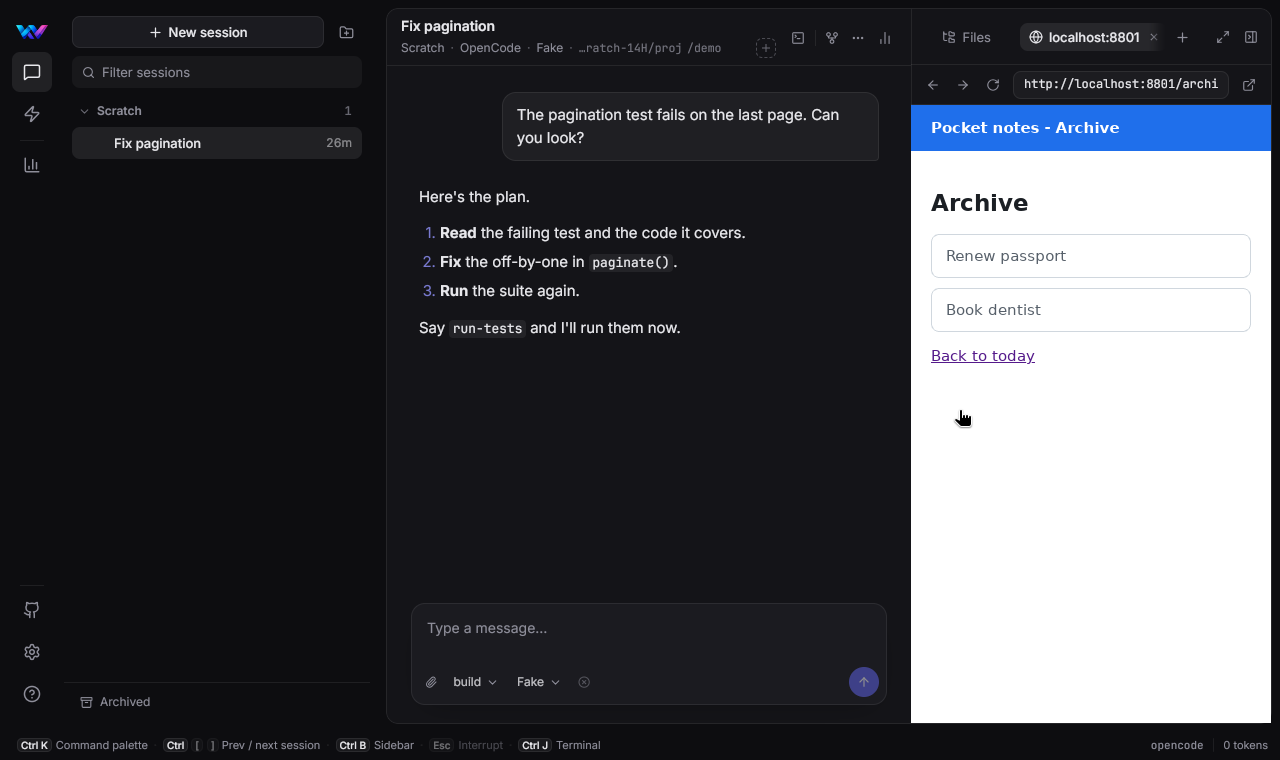 New session
Filter sessions
Scratch 1
Fix pagination 26m
Archived
Fix pagination
Scratch · OpenCode · Fake · …ratch-14H/proj /demo
The pagination test fails on the last page. Can
you look?
Here's the plan.
1. Read the failing test and the code it covers.
2. Fix the off-by-one in paginate().
3. Run the suite again.
Say run-tests and I'll run them now.
Type a message...
build Fake
Files localhost:8801
http://localhost:8801/archi
Pocket notes - Archive
Archive
Renew passport
Book dentist
Back to today
Ctrl K Command palette · Ctrl [ ] Prev / next session · Ctrl B Sidebar · Esc Interrupt · Ctrl J Terminal
opencode 0 tokens